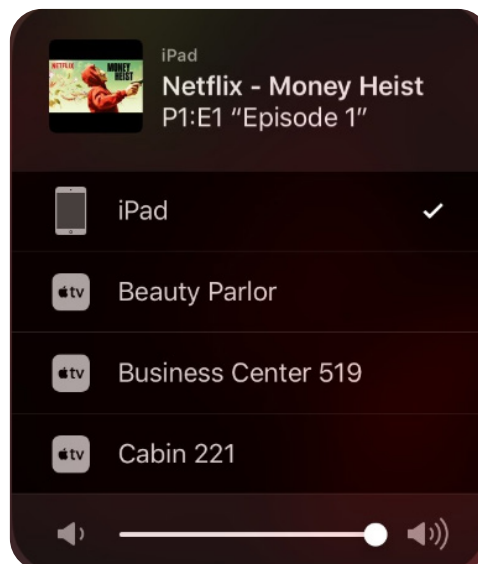 NETFLIX
MONEY
HEIST
iPad
Netflix - Money Heist
P1:E1 “Episode 1”
iPad
tv
Beauty Parlor
tv
Business Center 519
tv
Cabin 221